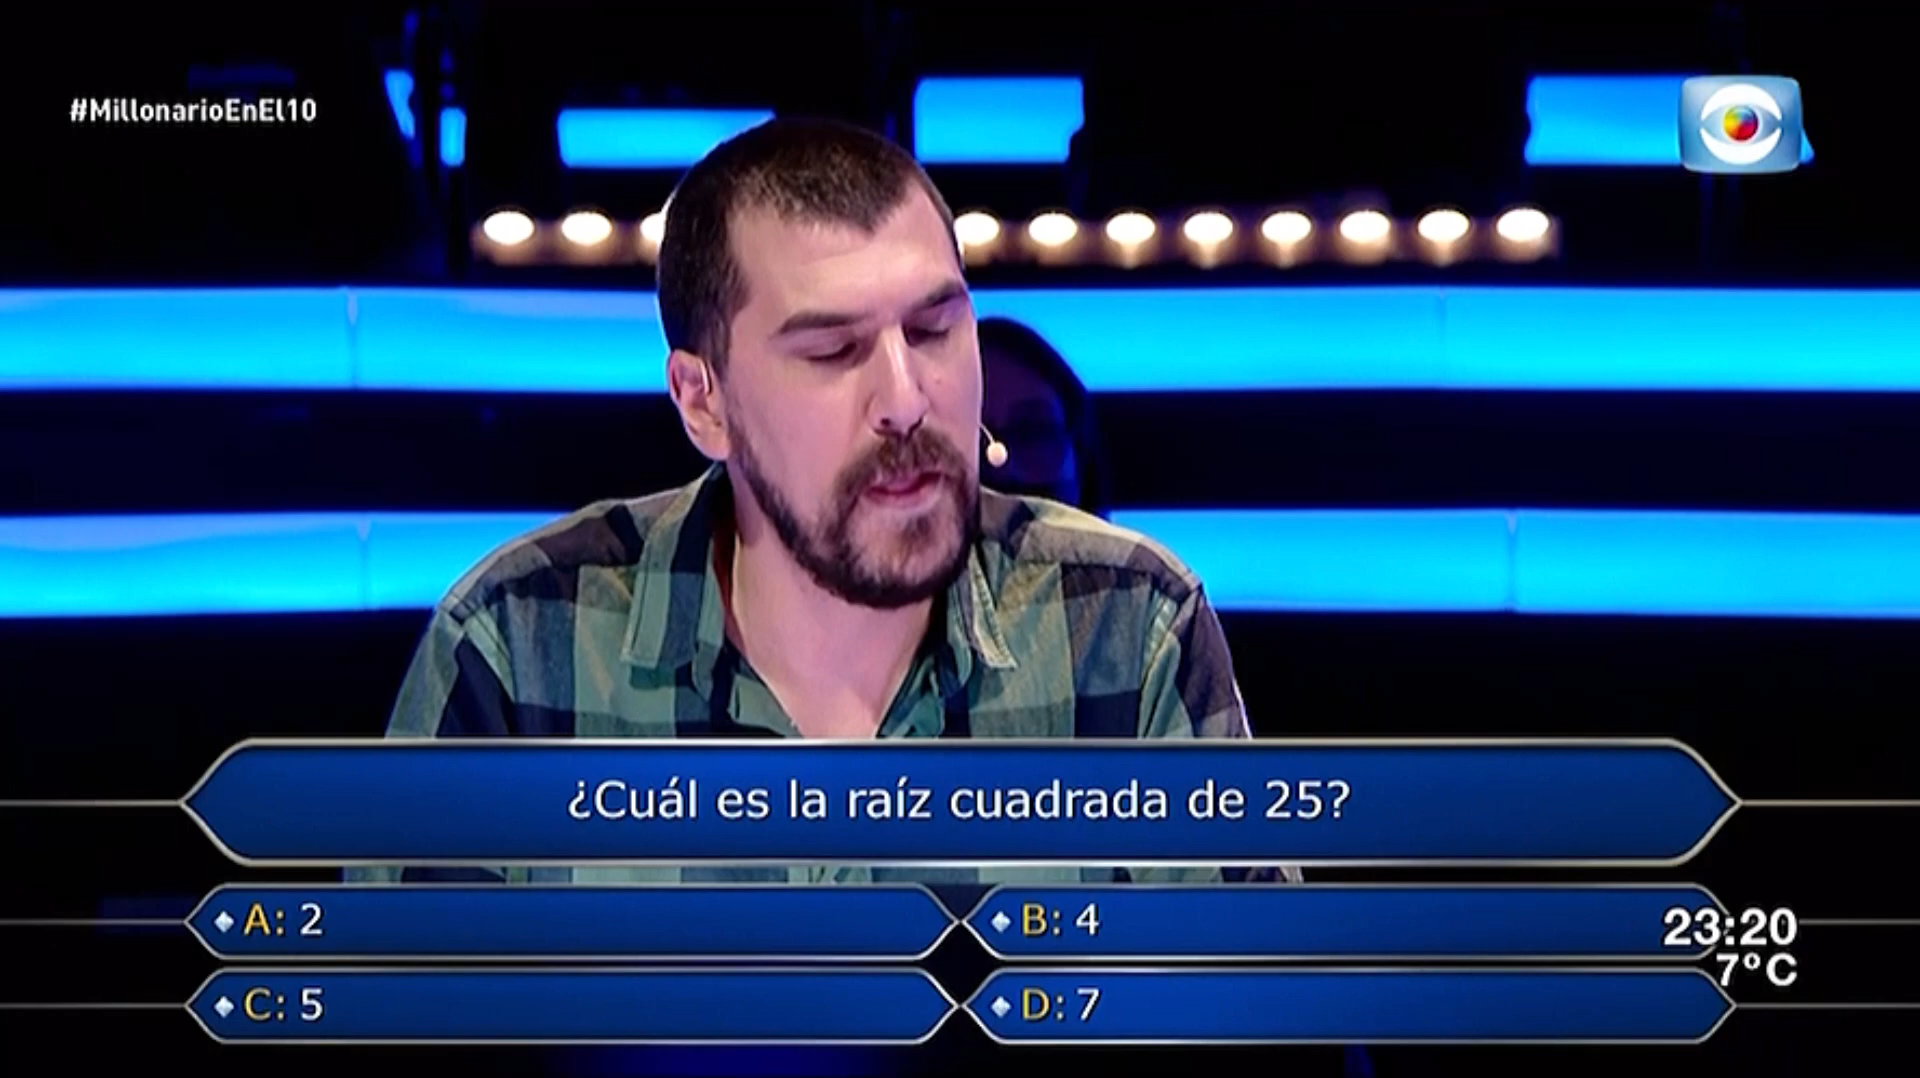 #MillonarioEnEl10
¿Cuál es la raíz cuadrada de 25?
A: 2
B: 4
C: 5
D: 7
23:20
7°C